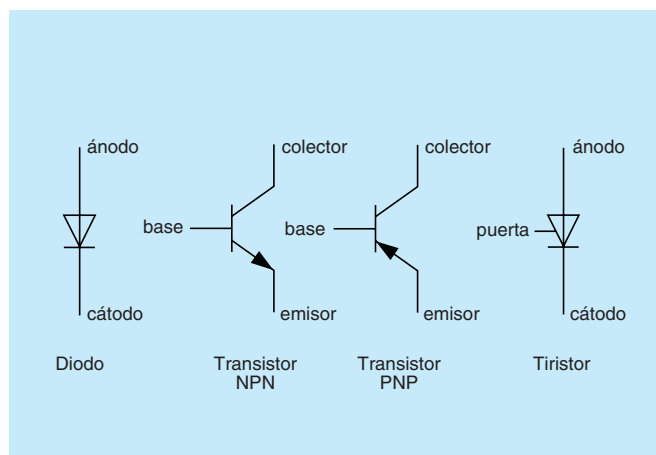 ánodo
colector
colector
ánodo
base
base
puerta
cátodo
emisor
emisor
cátodo
Diodo
Transistor
NPN
Transistor
PNP
Tiristor